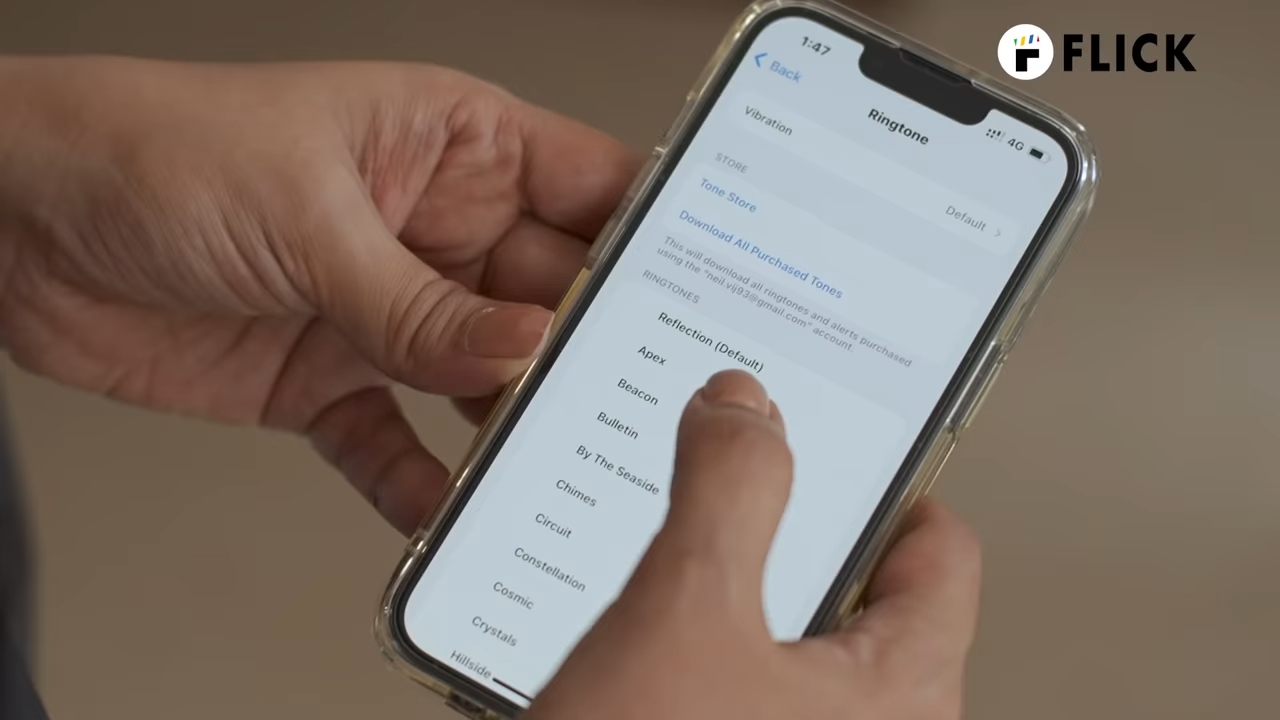 FLICK
1:47
4G
Back
Ringtone
Vibration
Default
STORE
Tone Store
Download All Purchased Tones
This will download all ringtones and alerts purchased
using the "neil.vij93@gmail.com" account.
RINGTONES
Reflection (Default)
Apex
Beacon
Bulletin
By The Seaside
Chimes
Circuit
Constellation
Cosmic
Crystals
Hillside